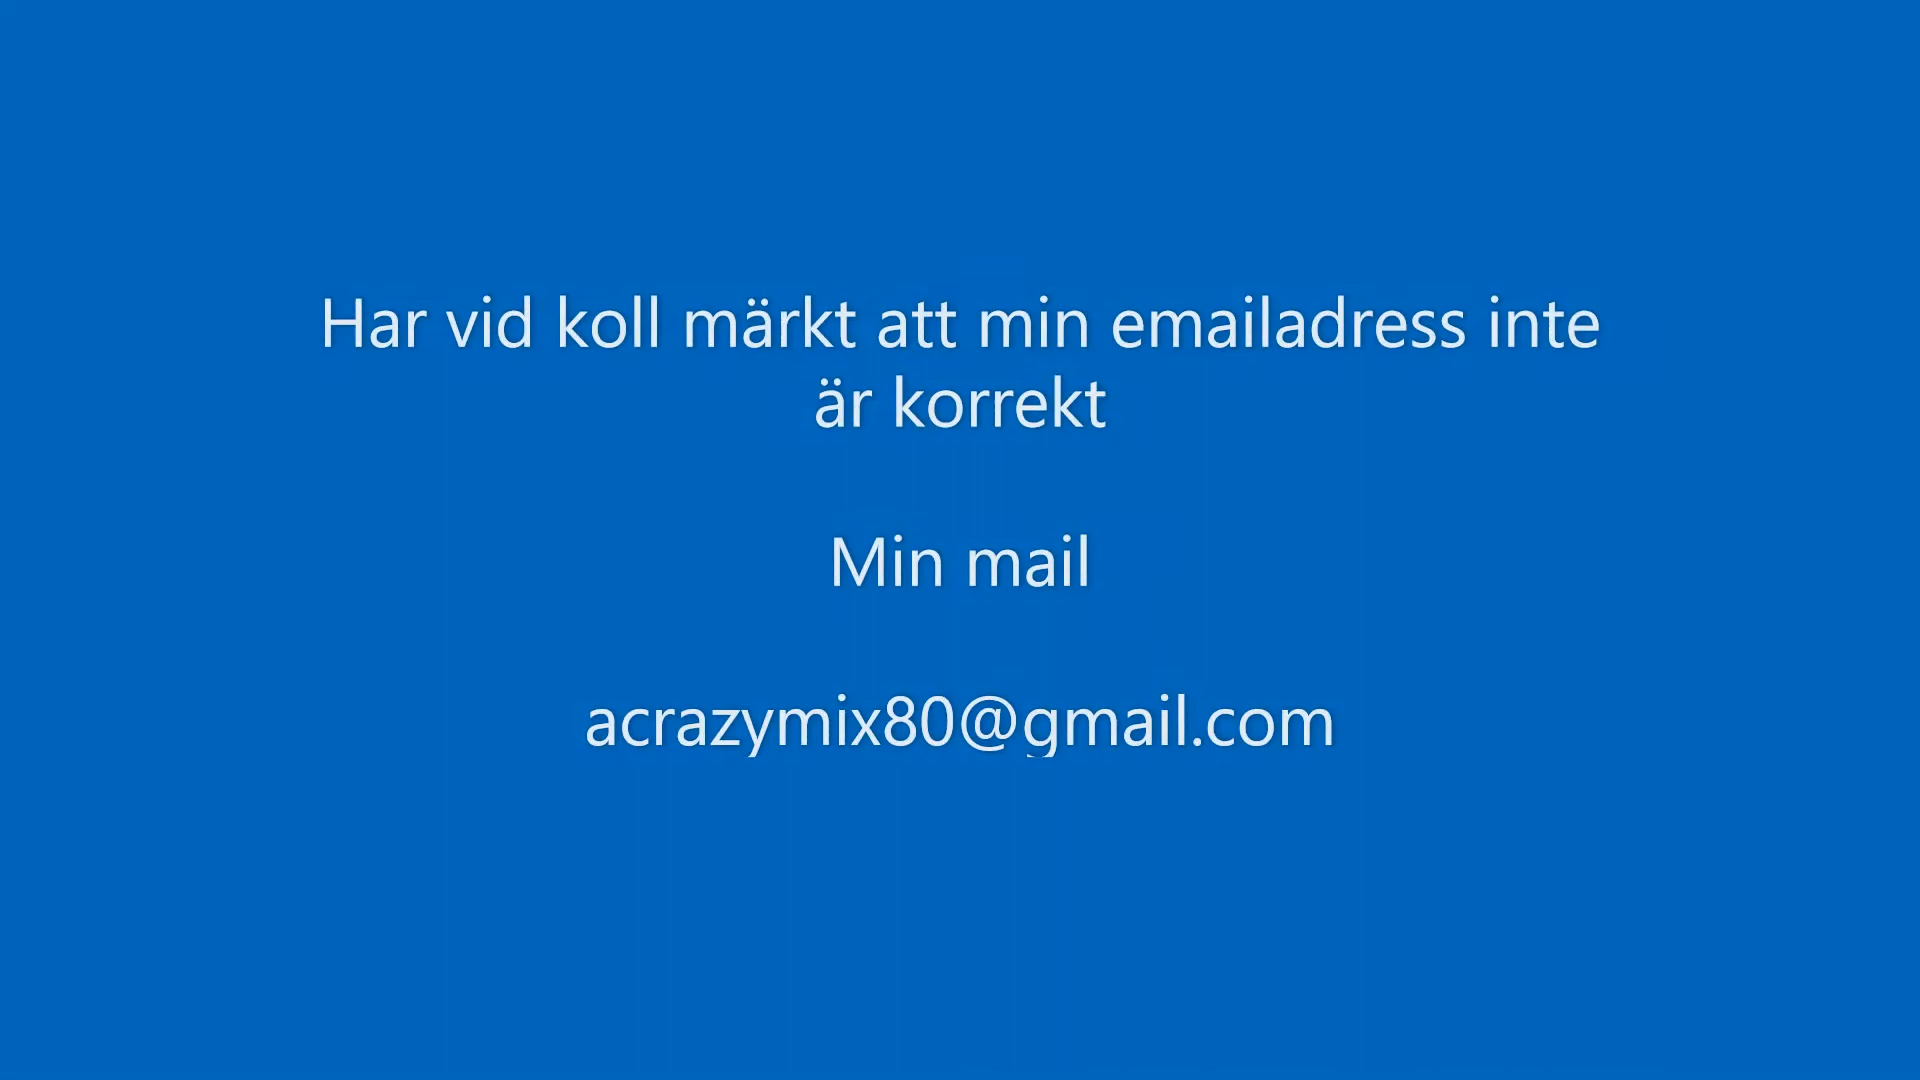 Har vid koll märkt att min emailadress inte
är korrekt
Min mail
acrazymix80@gmail.com